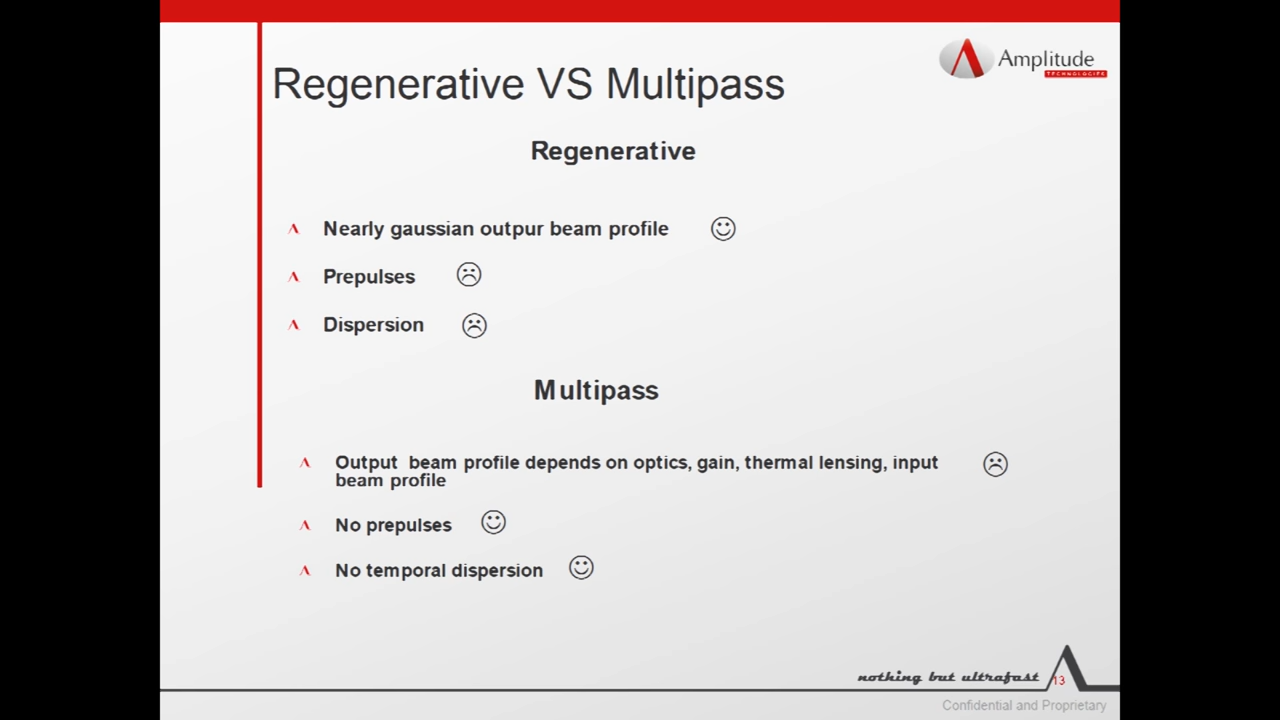 Amplitude
TECHNOLOGIES
Regenerative VS Multipass
Regenerative
Nearly gaussian outpur beam profile
Prepulses
Dispersion
Multipass
Output beam profile depends on optics, gain, thermal lensing, input
beam profile
No prepulses
No temporal dispersion
nothing but ultrafast
13
Confidential and Proprietary